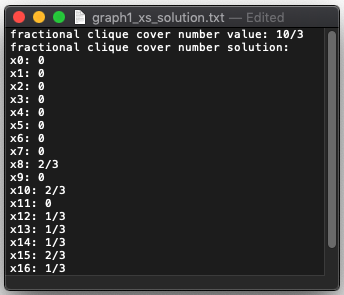 graph1_xs_solution.txt — Edited
fractional clique cover number value: 10/3
fractional clique cover number solution:
x0: 0
x1: 0
x2: 0
x3: 0
x4: 0
x5: 0
x6: 0
x7: 0
x8: 2/3
x9: 0
x10: 2/3
x11: 0
x12: 1/3
x13: 1/3
x14: 1/3
x15: 2/3
x16: 1/3